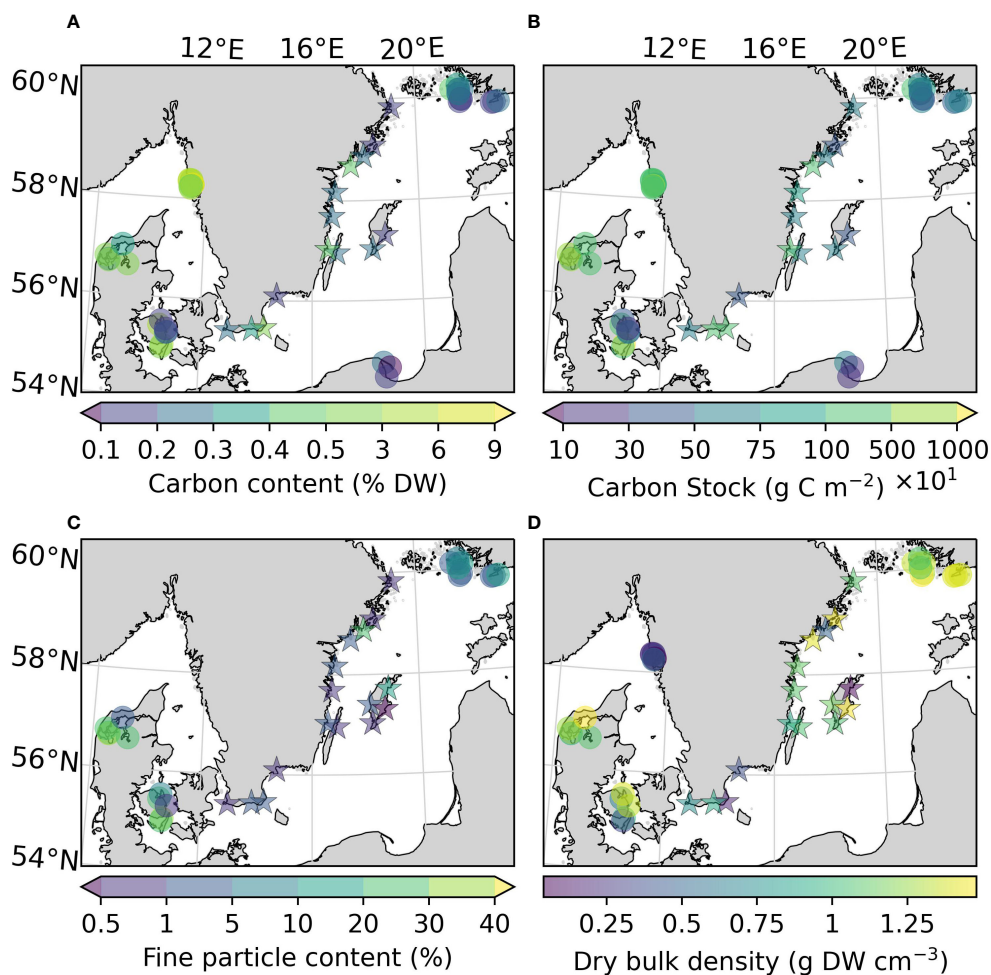 A
B
12°E 16°E 20°E
12°E 16°E 20°E
60°N
58°N
56°N
54°N
0.1 0.2 0.3 0.4 0.5 3 6 9
Carbon content (% DW)
10 30 50 75 100 500 1000
Carbon Stock (g C m⁻²) ×10¹
C
D
60°N
58°N
56°N
54°N
0.5 1 5 10 20 30 40
Fine particle content (%)
0.25 0.5 0.75 1 1.25
Dry bulk density (g DW cm⁻³)